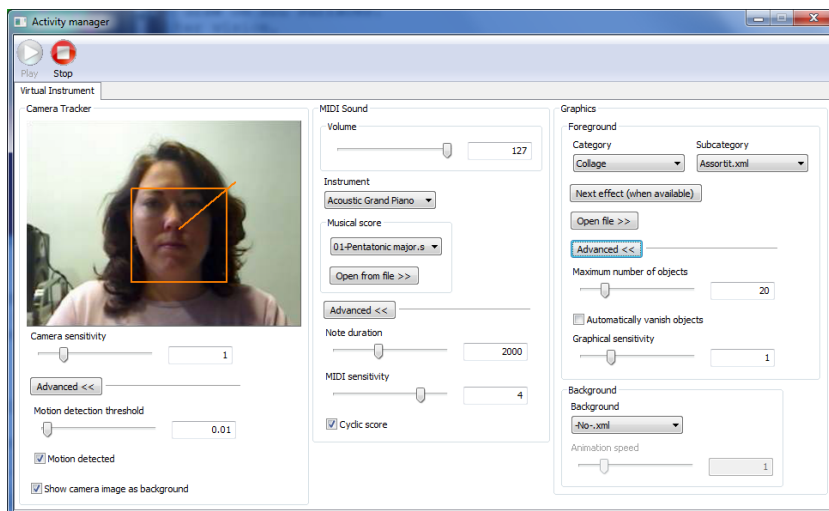 Activity manager
Play
Stop
Virtual Instrument
Camera Tracker
Camera sensitivity
1
Advanced <<
Motion detection threshold
0.01
Motion detected
Show camera image as background
MIDI Sound
Volume
127
Instrument
Acoustic Grand Piano
Musical score
01-Pentatonic major.s
Open from file >>
Advanced <<
Note duration
2000
MIDI sensitivity
4
Cyclic score
Graphics
Foreground
Category Subcategory
Collage Assortit.xml
Next effect (when available)
Open file >>
Advanced <<
Maximum number of objects
20
Automatically vanish objects
Graphical sensitivity
1
Background
Background
-No-.xml
Animation speed
1